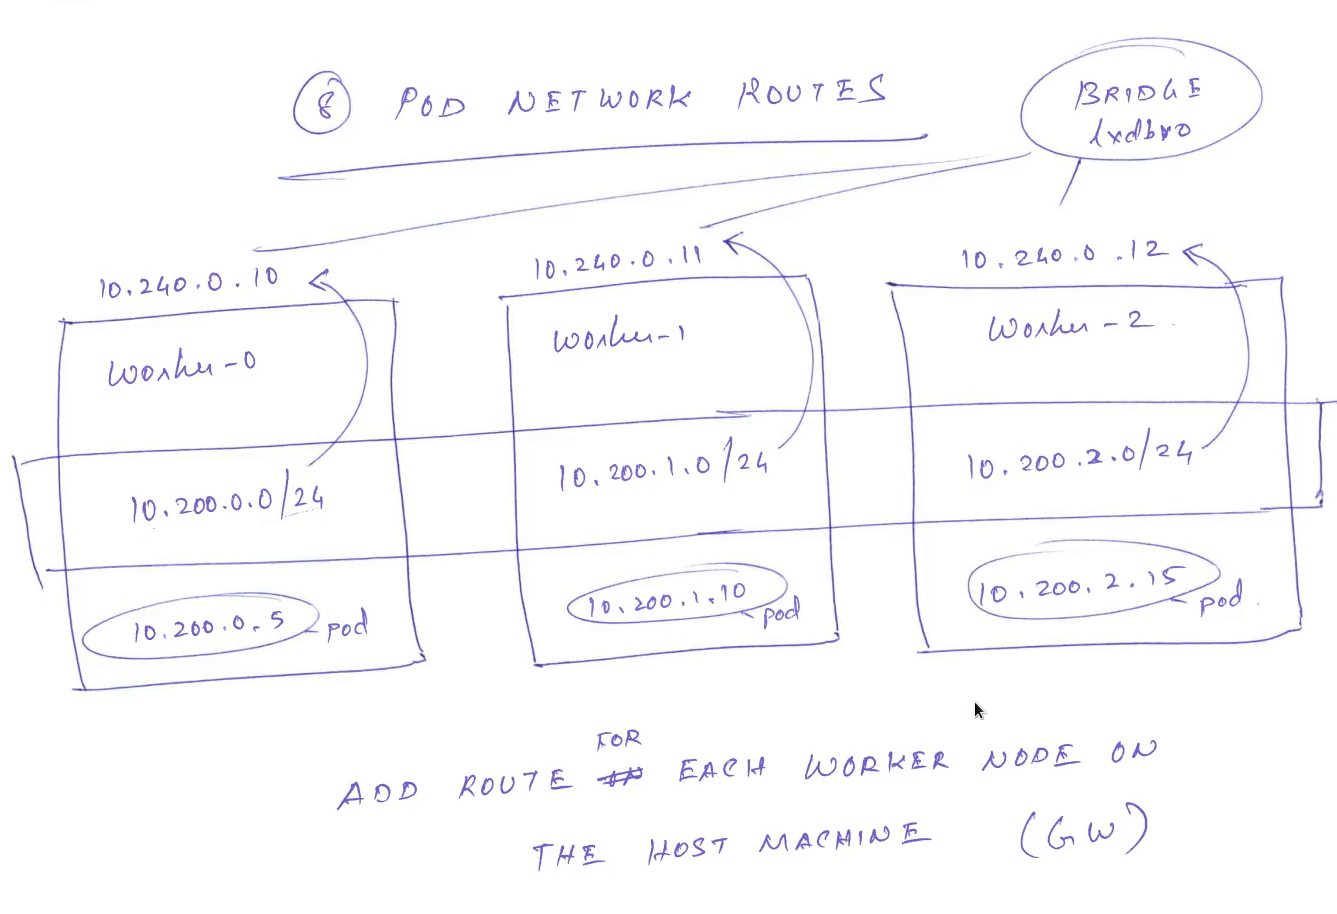 8 POD NETWORK ROUTES
BRIDGE
lxdbr0
10.240.0.10
10.240.0.11
10.240.0.12
Worker-0
Worker-1
Worker-2
10.200.0.0/24
10.200.1.0/24
10.200.2.0/24
10.200.0.5 pod
10.200.1.10 pod
10.200.2.15 pod
FOR
ADD ROUTE EACH WORKER NODE ON
THE HOST MACHINE (GW)